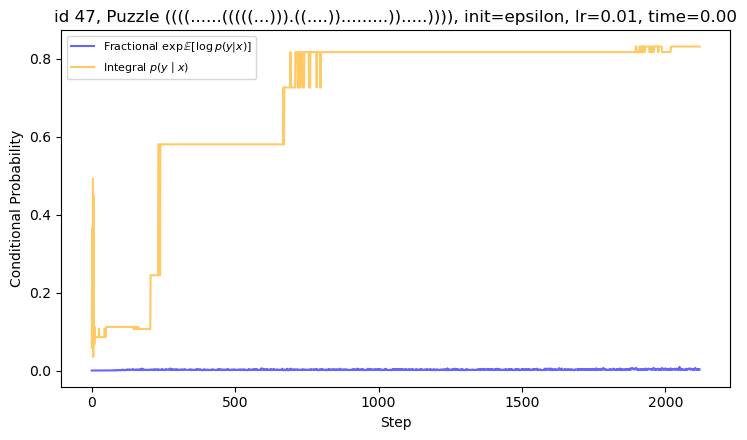 id 47, Puzzle ((((......(((((...))).((....)).........)).....)))), init=epsilon, lr=0.01, time=0.00
Fractional exp𝔼[log p(y|x)]
Integral p(y | x)
Conditional Probability
0.8
0.6
0.4
0.2
0.0
0
500
1000
1500
2000
Step